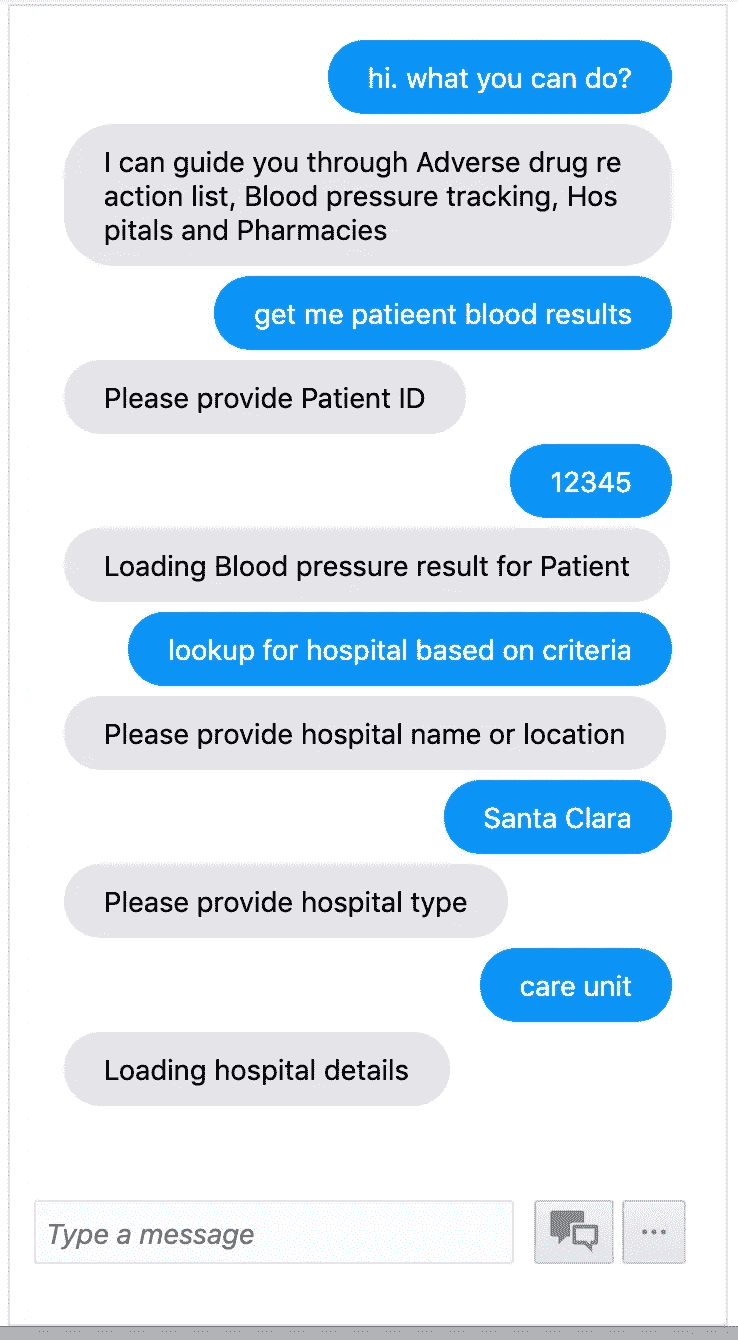 hi. what you can do?
I can guide you through Adverse drug re
action list, Blood pressure tracking, Hos
pitals and Pharmacies
get me patieent blood results
Please provide Patient ID
12345
Loading Blood pressure result for Patient
lookup for hospital based on criteria
Please provide hospital name or location
Santa Clara
Please provide hospital type
care unit
Loading hospital details
Type a message